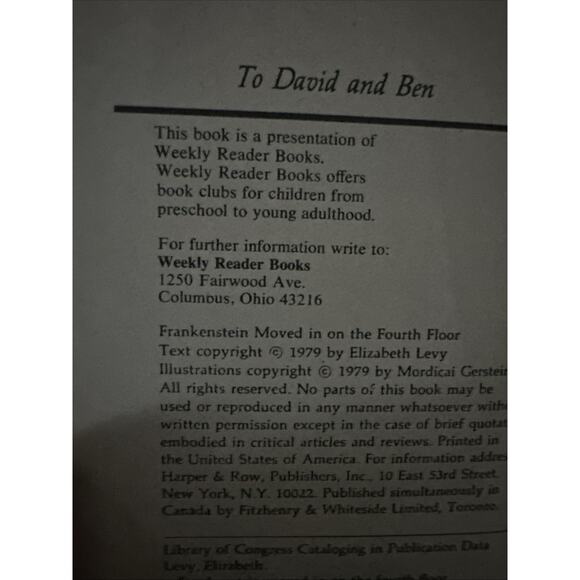 To David and Ben
This book is a presentation of
Weekly Reader Books.
Weekly Reader Books offers
book clubs for children from
preschool to young adulthood.
For further information write to:
Weekly Reader Books
1250 Fairwood Ave.
Columbus, Ohio 43216
Frankenstein Moved in on the Fourth Floor
Text copyright © 1979 by Elizabeth Levy
Illustrations copyright © 1979 by Mordicai Gerstein
All rights reserved. No parts of this book may be
used or reproduced in any manner whatsoever with
written permission except in the case of brief quotat
embodied in critical articles and reviews. Printed in
the United States of America. For information addre
Harper & Row, Publishers, Inc., 10 East 53rd Street,
New York, N.Y. 10022. Published simultaneously in
Canada by Fitzhenry & Whiteside Limited, Toronto.
Library of Congress Cataloging in Publication Data
Levy, Elizabeth.